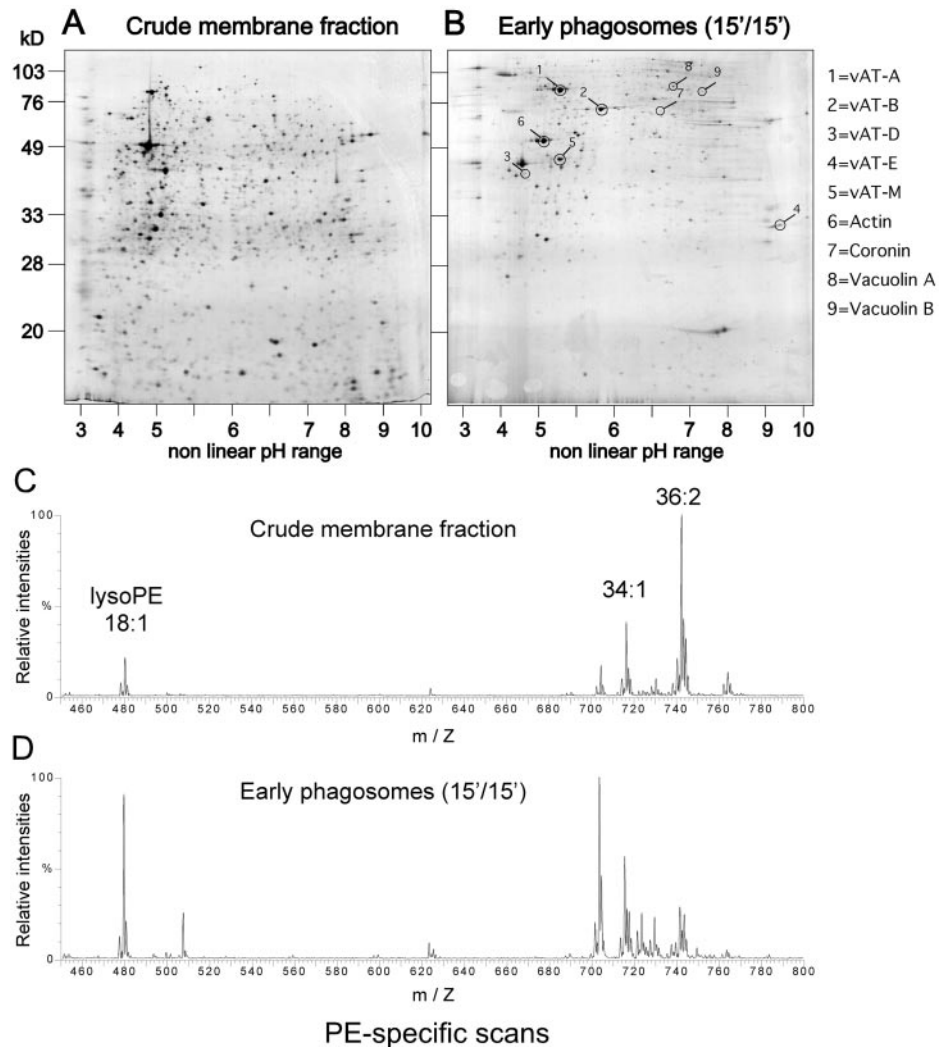 A Crude membrane fraction
kD
103
76
49
33
28
20
3 4 5 6 7 8 9 10
non linear pH range
B Early phagosomes (15'/15')
1
2
3
4
5
6
7
8
9
3 4 5 6 7 8 9 10
non linear pH range
1=vAT-A
2=vAT-B
3=vAT-D
4=vAT-E
5=vAT-M
6=Actin
7=Coronin
8=Vacuolin A
9=Vacuolin B
C
Crude membrane fraction
100
%
0
Relative intensities
lysoPE
18:1
34:1
36:2
460 480 500 520 540 560 580 600 620 640 660 680 700 720 740 760 780 800
m / Z
D
Early phagosomes (15'/15')
100
%
0
Relative intensities
460 480 500 520 540 560 580 600 620 640 660 680 700 720 740 760 780 800
m / Z
PE-specific scans